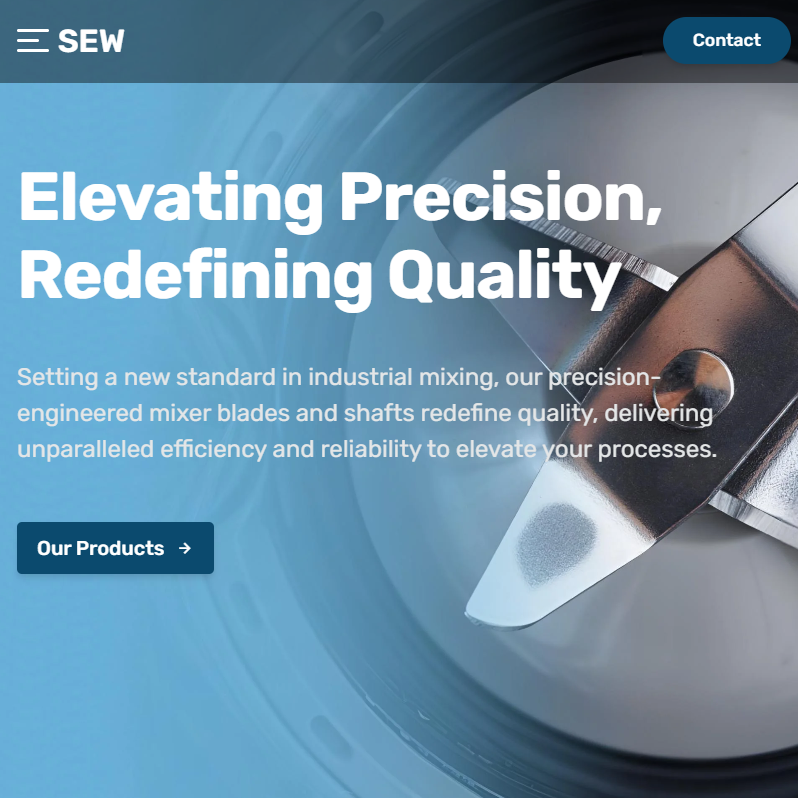 SEW
Contact
Elevating Precision,
Redefining Quality
Setting a new standard in industrial mixing, our precision-
engineered mixer blades and shafts redefine quality, delivering
unparalleled efficiency and reliability to elevate your processes.
Our Products →